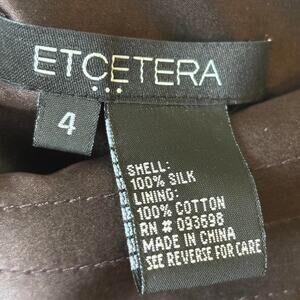 ETCETERA
4
SHELL:
100% SILK
LINING:
100% COTTON
RN # 093698
MADE IN CHINA
SEE REVERSE FOR CARE